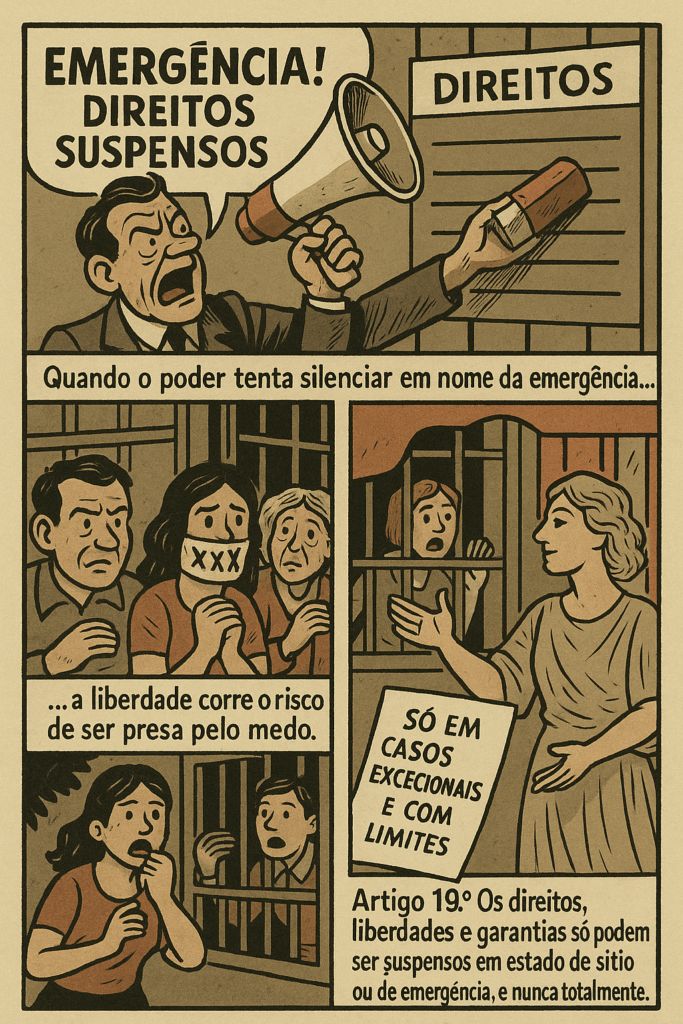 EMERGÊNCIA!
DIREITOS
SUSPENSOS
DIREITOS
Quando o poder tenta silenciar em nome da emergência...
XXX
...a liberdade corre o risco
de ser presa pelo medo.
SÓ EM
CASOS
EXCECIONAIS
E COM
LIMITES
Artigo 19.º Os direitos,
liberdades e garantias só podem
ser suspensos em estado de sitio
ou de emergéncia, e nunca totalmente.